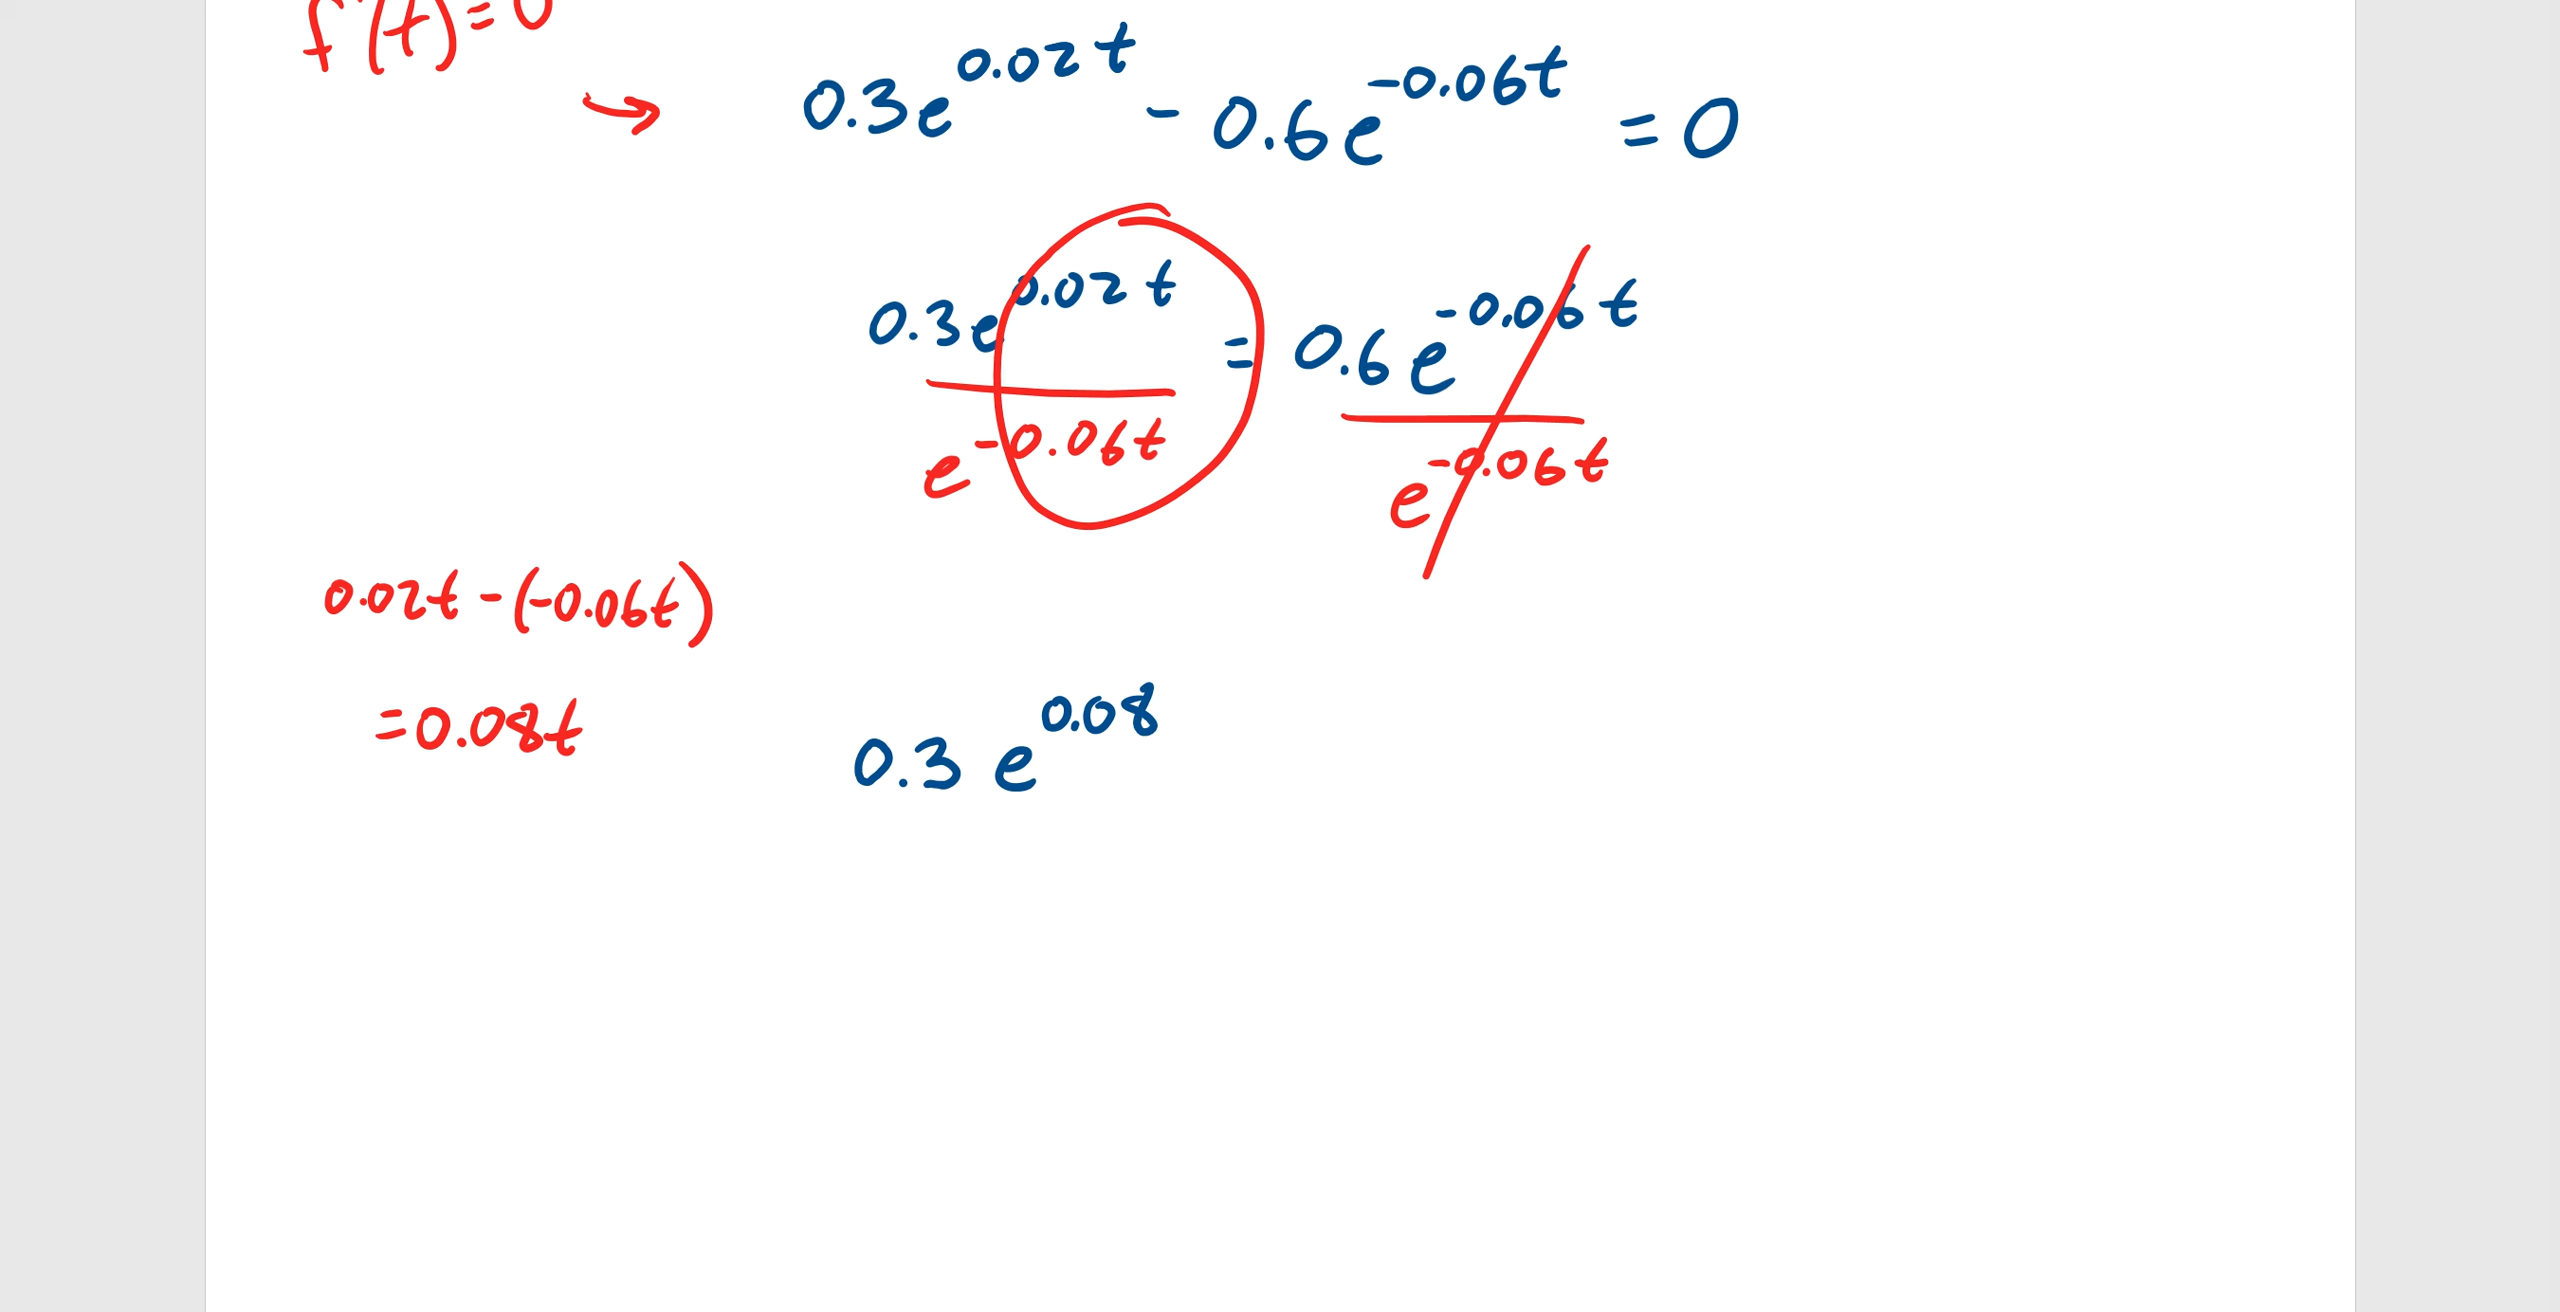 f'(t)=0
→ 0.3e^{0.02t} - 0.6e^{-0.06t} = 0
0.3e^{0.02t} / e^{-0.06t} = 0.6e^{-0.06t} / e^{-0.06t}
0.02t - (-0.06t)
=0.08t
0.3 e^{0.08}